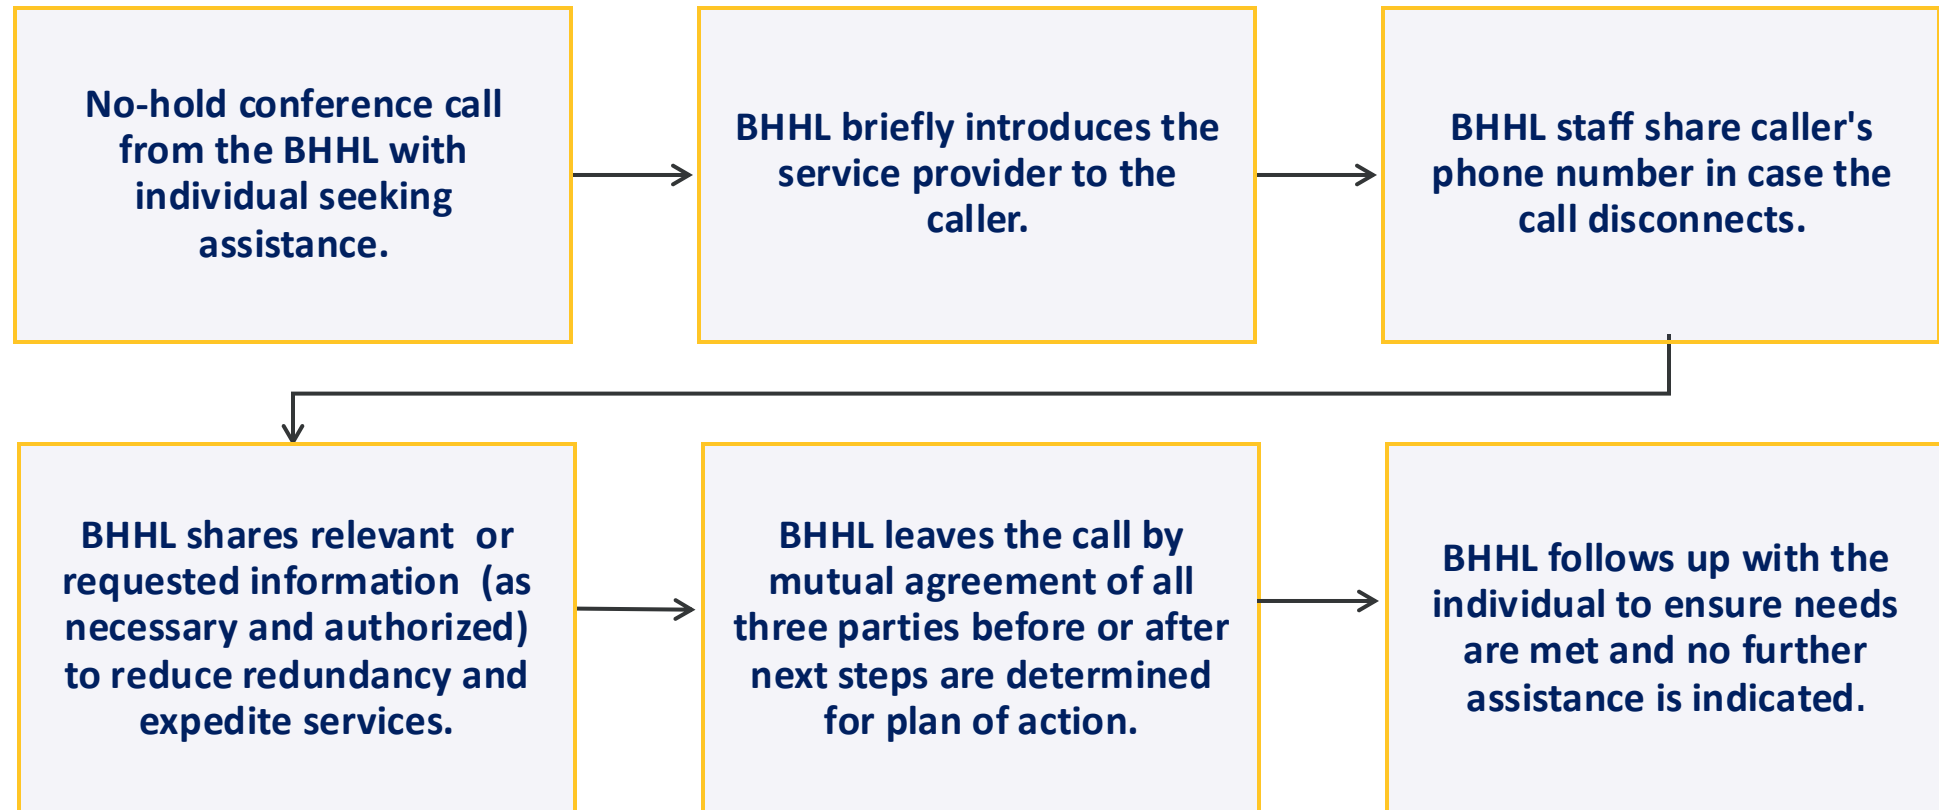 No-hold conference call
from the BHHL with
individual seeking
assistance.
BHHL briefly introduces the
service provider to the
caller.
BHHL staff share caller's
phone number in case the
call disconnects.
BHHL shares relevant or
requested information (as
necessary and authorized)
to reduce redundancy and
expedite services.
BHHL leaves the call by
mutual agreement of all
three parties before or after
next steps are determined
for plan of action.
BHHL follows up with the
individual to ensure needs
are met and no further
assistance is indicated.